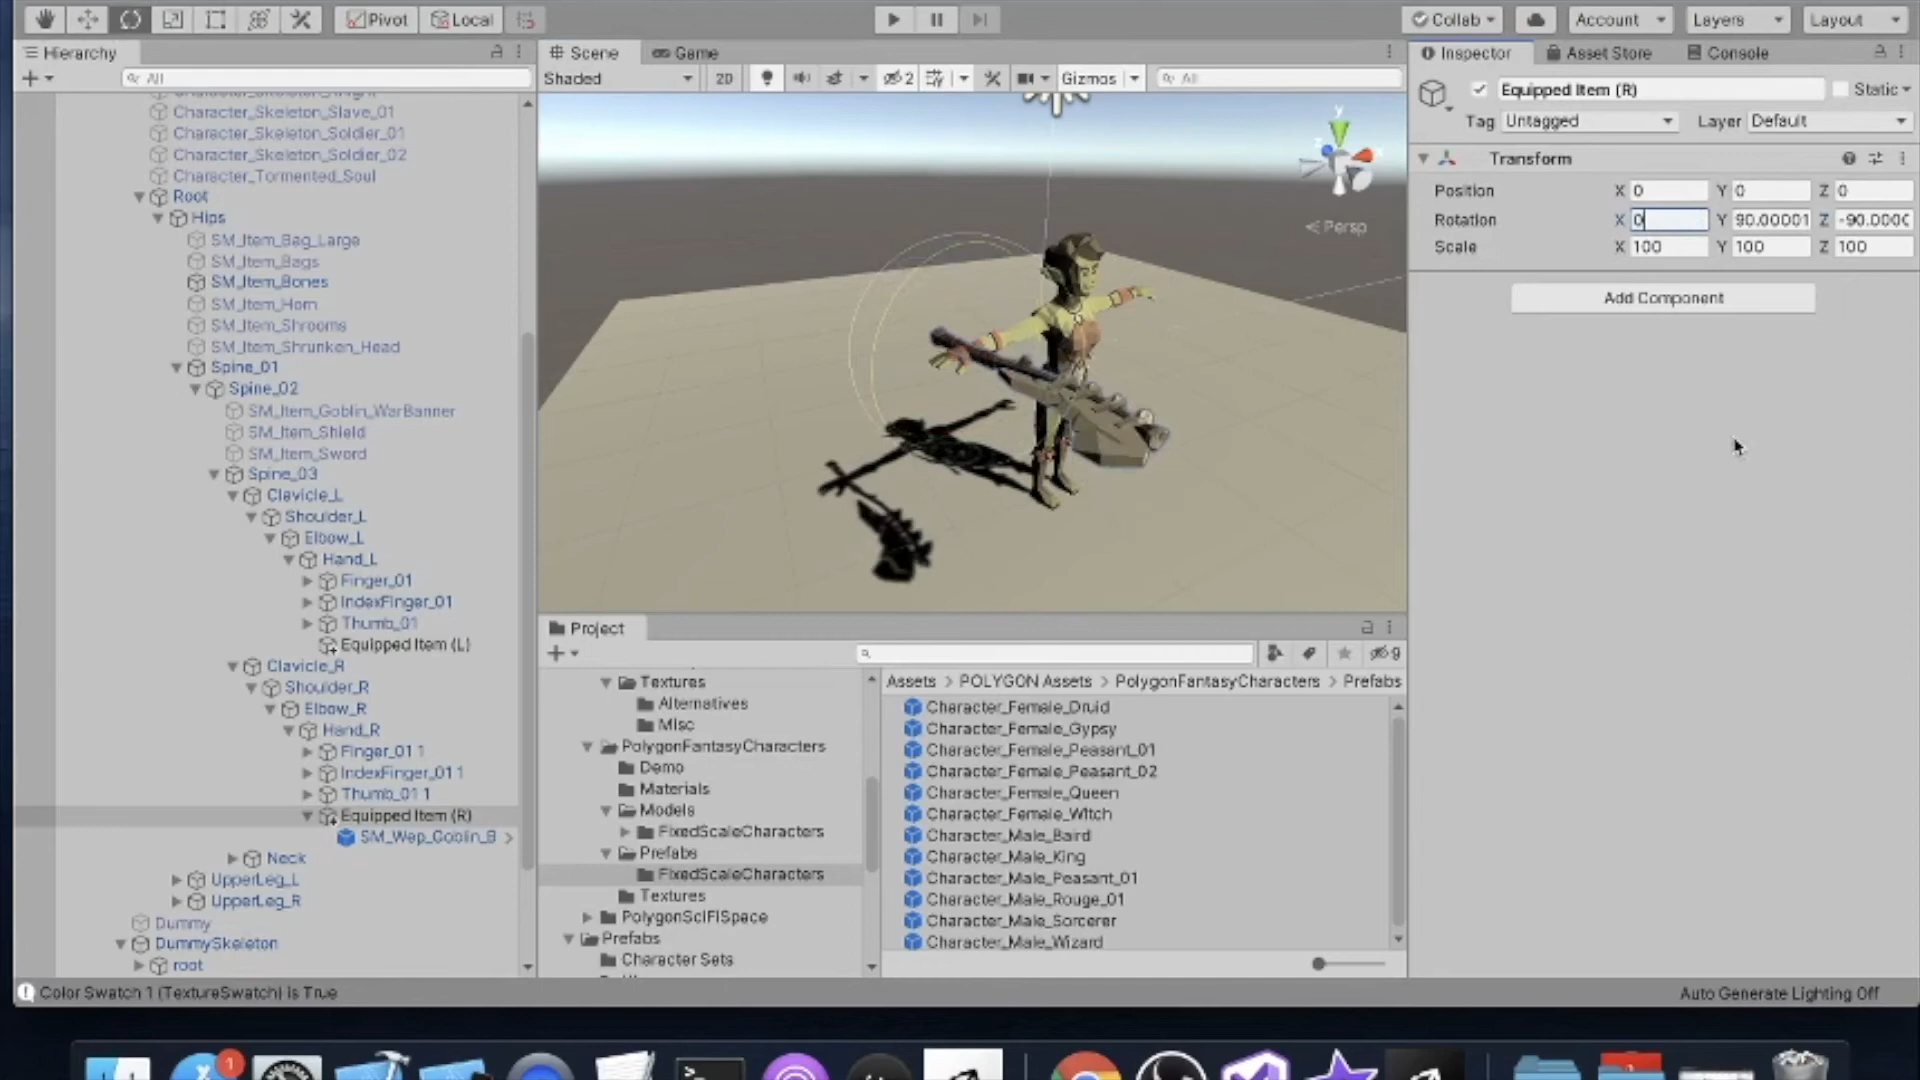 Pivot
Local
Collab
Account
Layers
Layout
Hierarchy
All
Character_Skeleton_Slave_01
Character_Skeleton_Soldier_01
Character_Skeleton_Soldier_02
Character_Tormented_Soul
Root
Hips
SM_Item_Bag_Large
SM_Item_Bags
SM_Item_Bones
SM_Item_Horn
SM_Item_Shrooms
SM_Item_Shrunken_Head
Spine_01
Spine_02
SM_Item_Goblin_WarBanner
SM_Item_Shield
SM_Item_Sword
Spine_03
Clavicle_L
Shoulder_L
Elbow_L
Hand_L
Finger_01
IndexFinger_01
Thumb_01
Equipped Item (L)
Clavicle_R
Shoulder_R
Elbow_R
Hand_R
Finger_01 1
IndexFinger_01 1
Thumb_01 1
Equipped Item (R)
SM_Wep_Goblin_B
Neck
UpperLeg_L
UpperLeg_R
Dummy
DummySkeleton
root
Scene
Game
Shaded
2D
2
Gizmos
All
y
x
z
Persp
Project
9
Textures
Alternatives
Misc
PolygonFantasyCharacters
Demo
Materials
Models
FixedScaleCharacters
Prefabs
FixedScaleCharacters
Textures
PolygonSciFiSpace
Prefabs
Character Sets
Assets > POLYGON Assets > PolygonFantasyCharacters > Prefabs
Character_Female_Druid
Character_Female_Gypsy
Character_Female_Peasant_01
Character_Female_Peasant_02
Character_Female_Queen
Character_Female_Witch
Character_Male_Baird
Character_Male_King
Character_Male_Peasant_01
Character_Male_Rouge_01
Character_Male_Sorcerer
Character_Male_Wizard
Inspector
Asset Store
Console
Equipped Item (R)
Static
Tag Untagged
Layer Default
Transform
Position X 0 Y 0 Z 0
Rotation X 0 Y 90.00001 Z -90.000
Scale X 100 Y 100 Z 100
Add Component
Color Swatch 1 (TextureSwatch) is True
Auto Generate Lighting Off
1